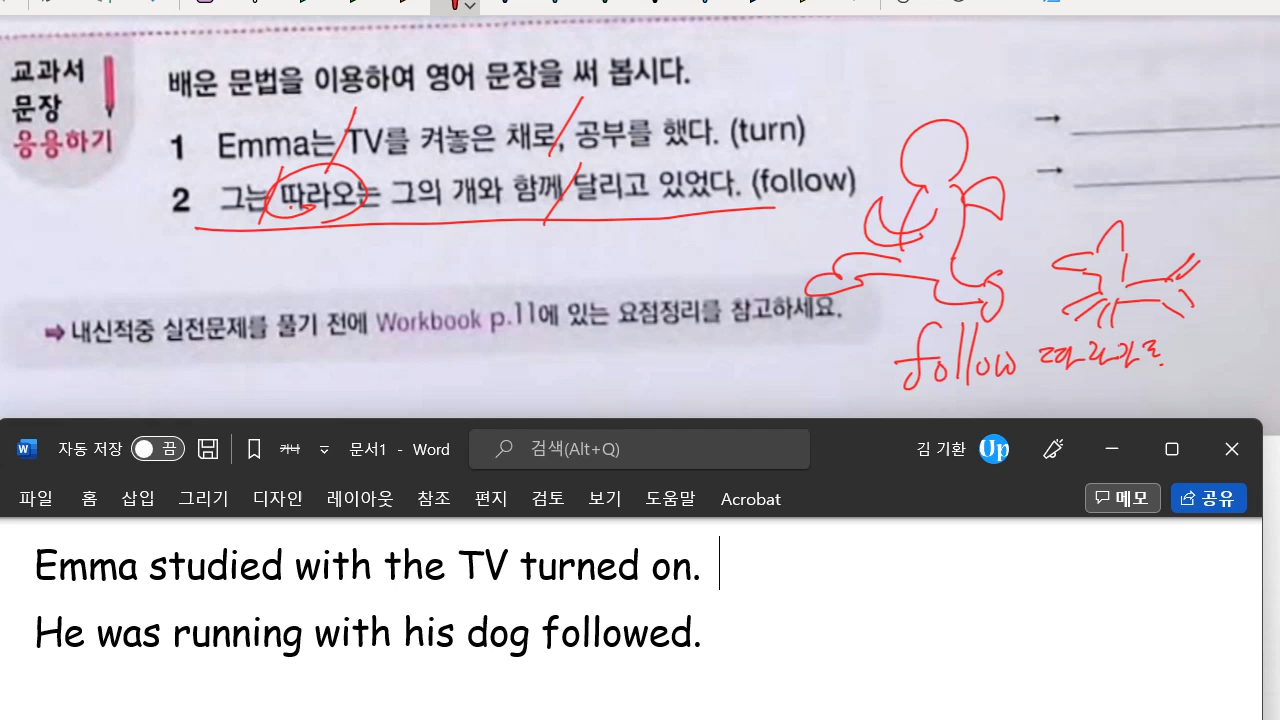 교과서
문장
응용하기
배운 문법을 이용하여 영어 문장을 써 봅시다.
1 Emma는 TV를 켜놓은 채로, 공부를 했다. (turn) →
2 그는 따라오는 그의 개와 함께 달리고 있었다. (follow) →
➡ 내신적중 실전문제를 풀기 전에 Workbook p.11에 있는 요점정리를 참고하세요.
follow 따라가다
자동 저장 끔 문서1 - Word 검색(Alt+Q) 김 기환 Up
파일 홈 삽입 그리기 디자인 레이아웃 참조 편지 검토 보기 도움말 Acrobat 메모 공유
Emma studied with the TV turned on.
He was running with his dog followed.